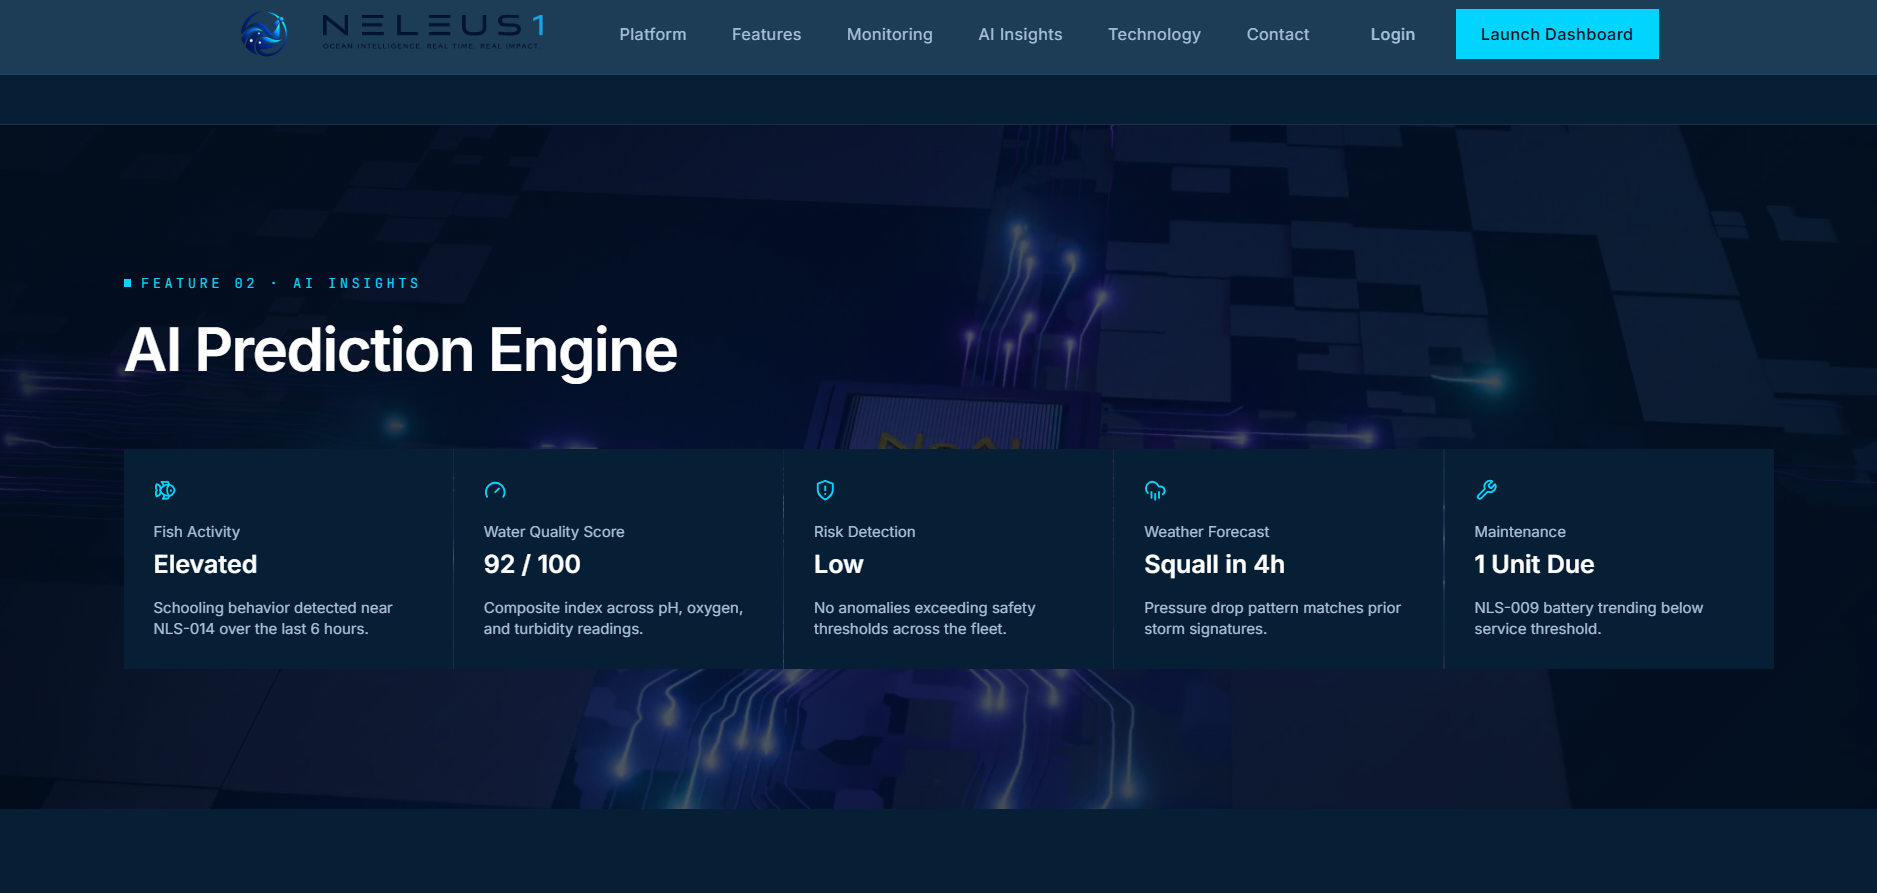 NELEUS 1
OCEAN INTELLIGENCE. REAL TIME. REAL IMPACT.
Platform
Features
Monitoring
AI Insights
Technology
Contact
Login
Launch Dashboard
FEATURE 02 · AI INSIGHTS
AI Prediction Engine
Fish Activity
Elevated
Schooling behavior detected near
NLS-014 over the last 6 hours.
Water Quality Score
92 / 100
Composite index across pH, oxygen,
and turbidity readings.
Risk Detection
Low
No anomalies exceeding safety
thresholds across the fleet.
Weather Forecast
Squall in 4h
Pressure drop pattern matches prior
storm signatures.
Maintenance
1 Unit Due
NLS-009 battery trending below
service threshold.